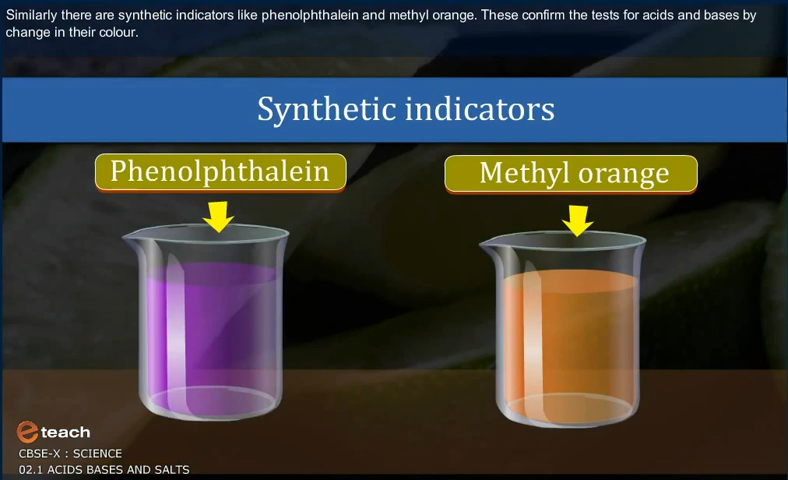 Similarly there are synthetic indicators like phenolphthalein and methyl orange. These confirm the tests for acids and bases by
change in their colour.
Synthetic indicators
Phenolphthalein
Methyl orange
e teach
CBSE-X : SCIENCE
02.1 ACIDS BASES AND SALTS